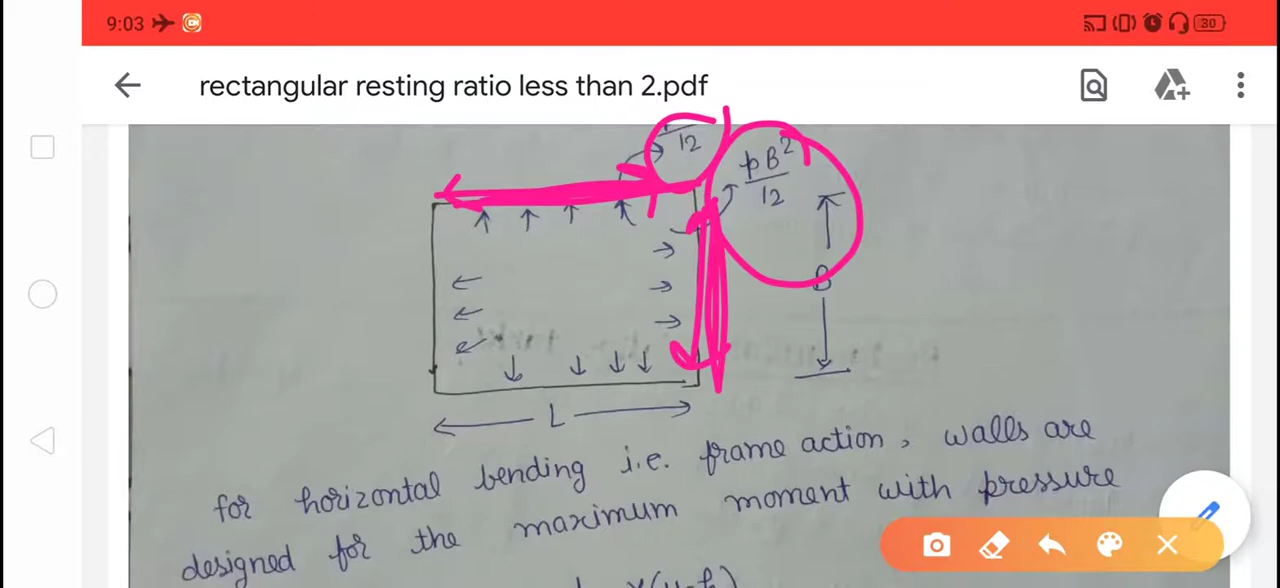 9:03
30
rectangular resting ratio less than 2.pdf
12
pB²
12
B
L
for horizontal bending i.e. frame action, walls are
designed for the maximum moment with pressure